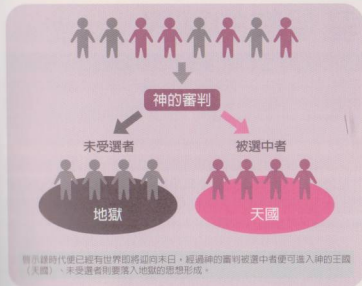 神的審判
未受選者
被選中者
地獄
天國
啟示錄時代便已經有世界即將迎向末日，經過神的審判被選中者便可進入神的王國
（天國）、未受選者則要落入地獄的思想形成。